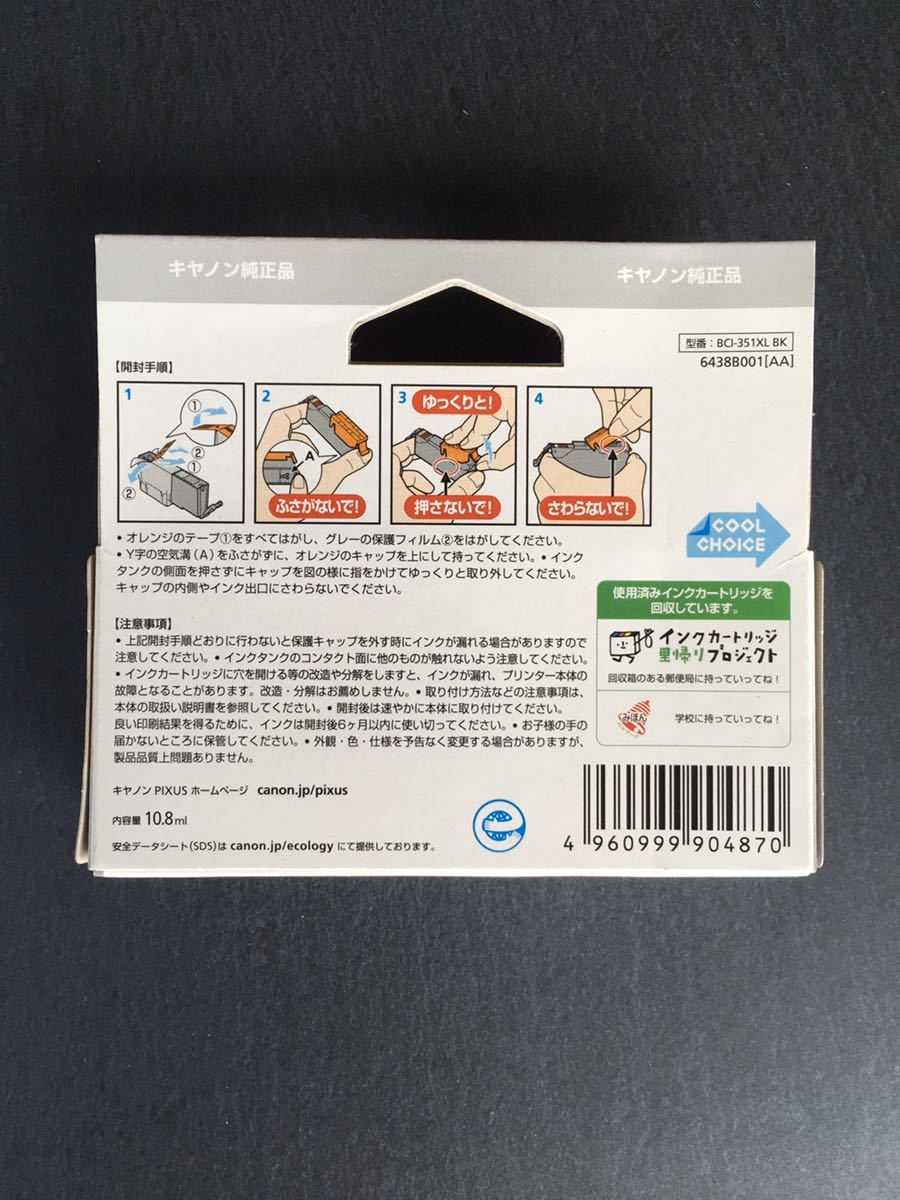 キヤノン純正品
キヤノン純正品
型番：BCI-351XL BK
6438B001[AA]
【開封手順】
1
①
②
①
②
2
A
ふさがないで！
3
ゆっくりと！
押さないで！
4
さわらないで！
・オレンジのテープ①をすべてはがし、グレーの保護フィルム②をはがしてください。
・Y字の空気溝(A)をふさがずに、オレンジのキャップを上にして持ってください。・インク
タンクの側面を押さずにキャップを図の様に指をかけてゆっくりと取り外してください。
キャップの内側やインク出口にさわらないでください。
COOL
CHOICE
【注意事項】
・上記開封手順どおりに行わないと保護キャップを外す時にインクが漏れる場合がありますので
注意してください。・インクタンクのコンタクト面に他のものが触れないよう注意してください。
・インクカートリッジに穴を開ける等の改造や分解をしますと、インクが漏れ、プリンター本体の
故障となることがあります。改造・分解はお薦めしません。・取り付け方法などの注意事項は、
本体の取扱い説明書を参照してください。・開封後は速やかに本体に取り付けてください。
良い印刷結果を得るために、インクは開封後6ヶ月以内に使い切ってください。・お子様の手の
届かないところに保管してください。・外観・色・仕様を予告なく変更する場合がありますが、
製品品質上問題ありません。
使用済みインクカートリッジを
回収しています。
インクカートリッジ
里帰りプロジェクト
回収箱のある郵便局に持っていってね！
みほん
ベルマーク
学校に持っていってね！
キヤノン PIXUS ホームページ canon.jp/pixus
内容量 10.8ml
安全データシート(SDS)は canon.jp/ecology にて提供しております。
4 960999 904870